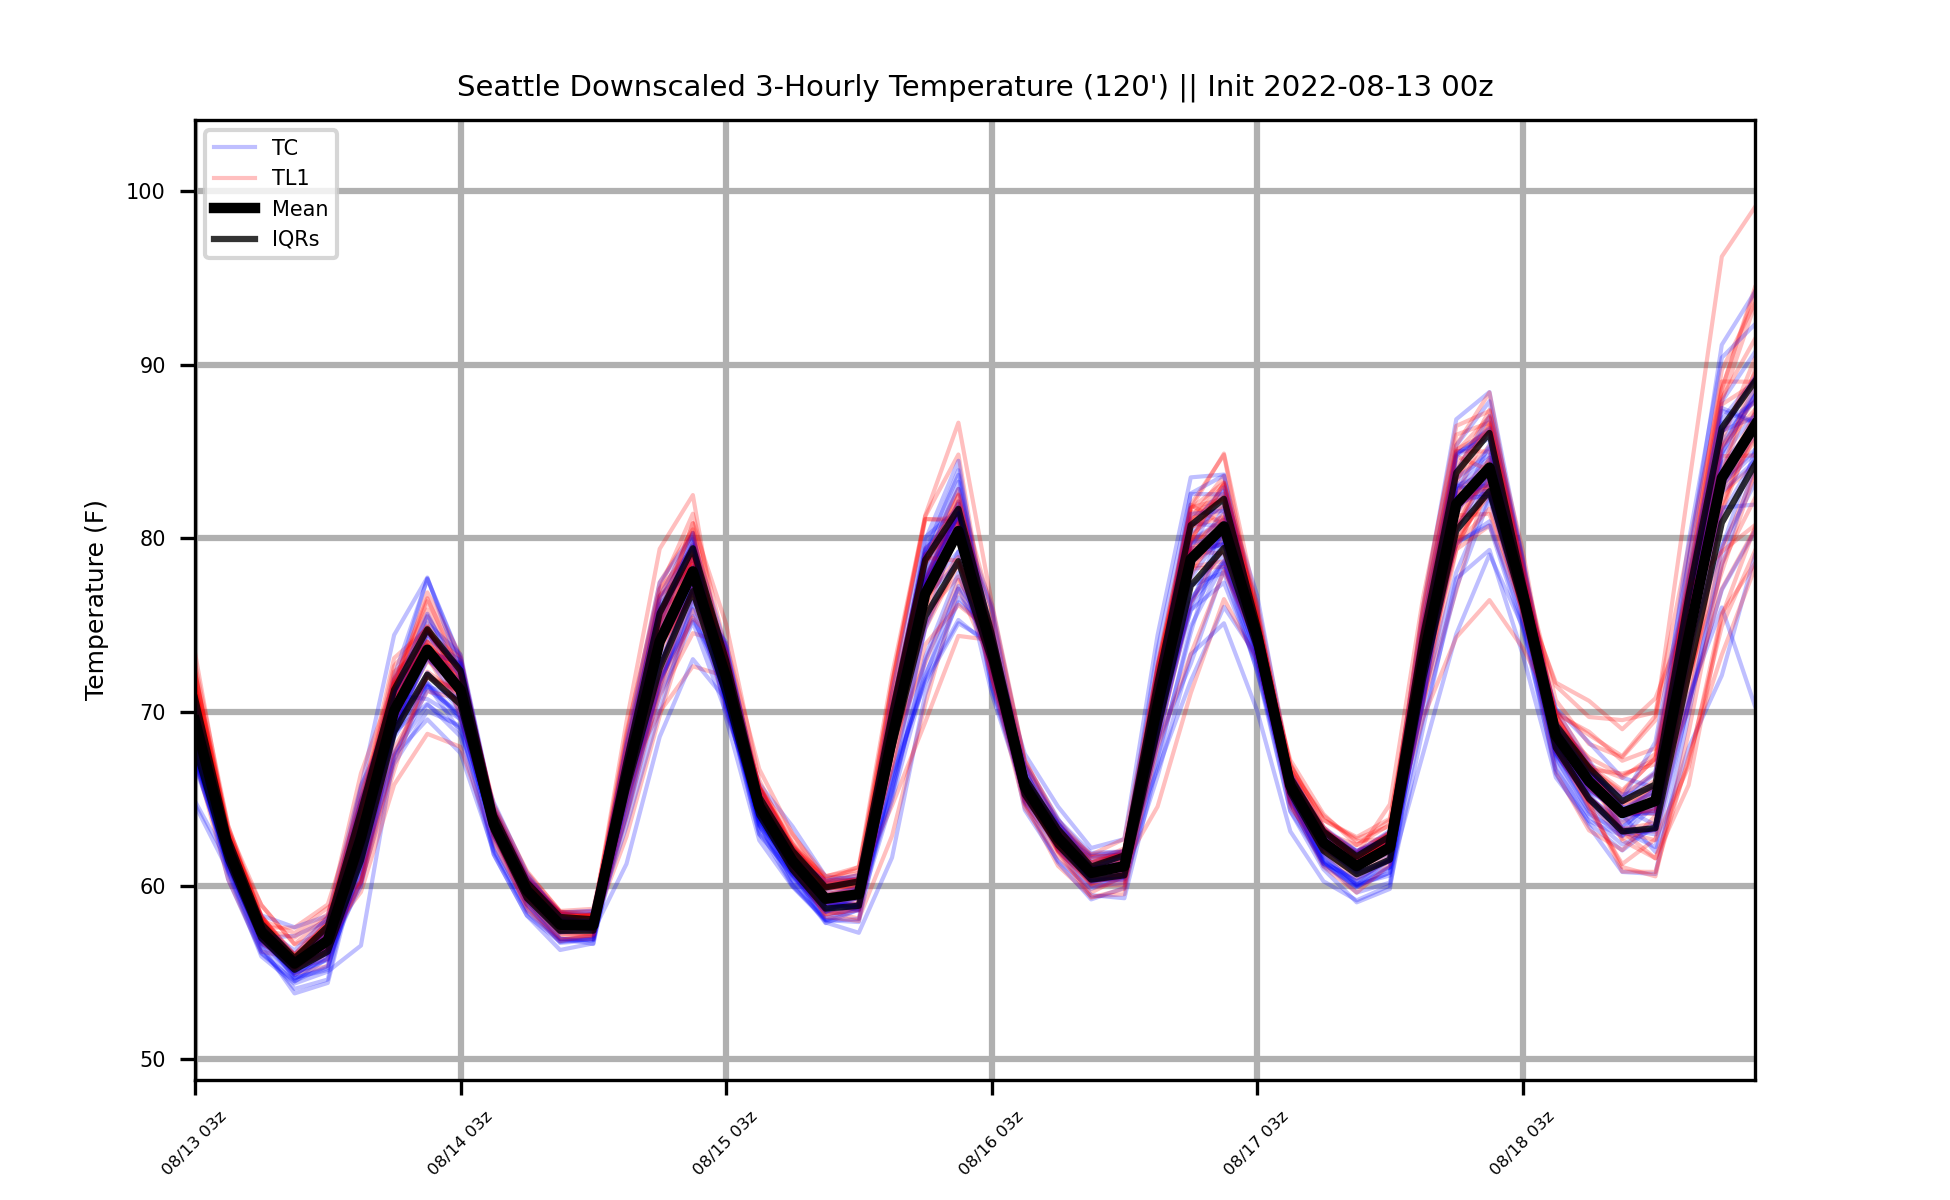 Seattle Downscaled 3-Hourly Temperature (120') || Init 2022-08-13 00z
TC
TL1
Mean
IQRs
100
90
80
70
60
50
Temperature (F)
08/13 03z
08/14 03z
08/15 03z
08/16 03z
08/17 03z
08/18 03z